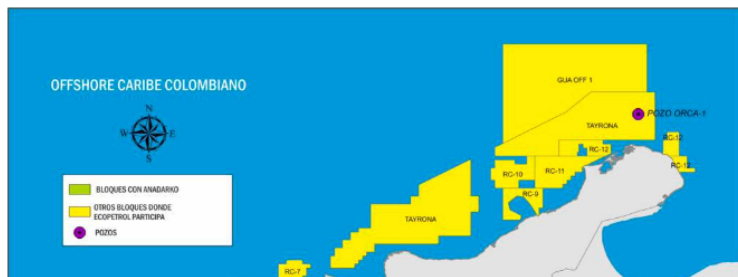 OFFSHORE CARIBE COLOMBIANO
N
W E
S
BLOQUES CON ANADARKO
OTROS BLOQUES DONDE
ECOPETROL PARTICIPA
POZOS
GUA OFF 1
POZO ORCA-1
TAYRONA
RC-12
RC-12
RC-10
RC-11
RC-12
RC-9
TAYRONA
RC-7